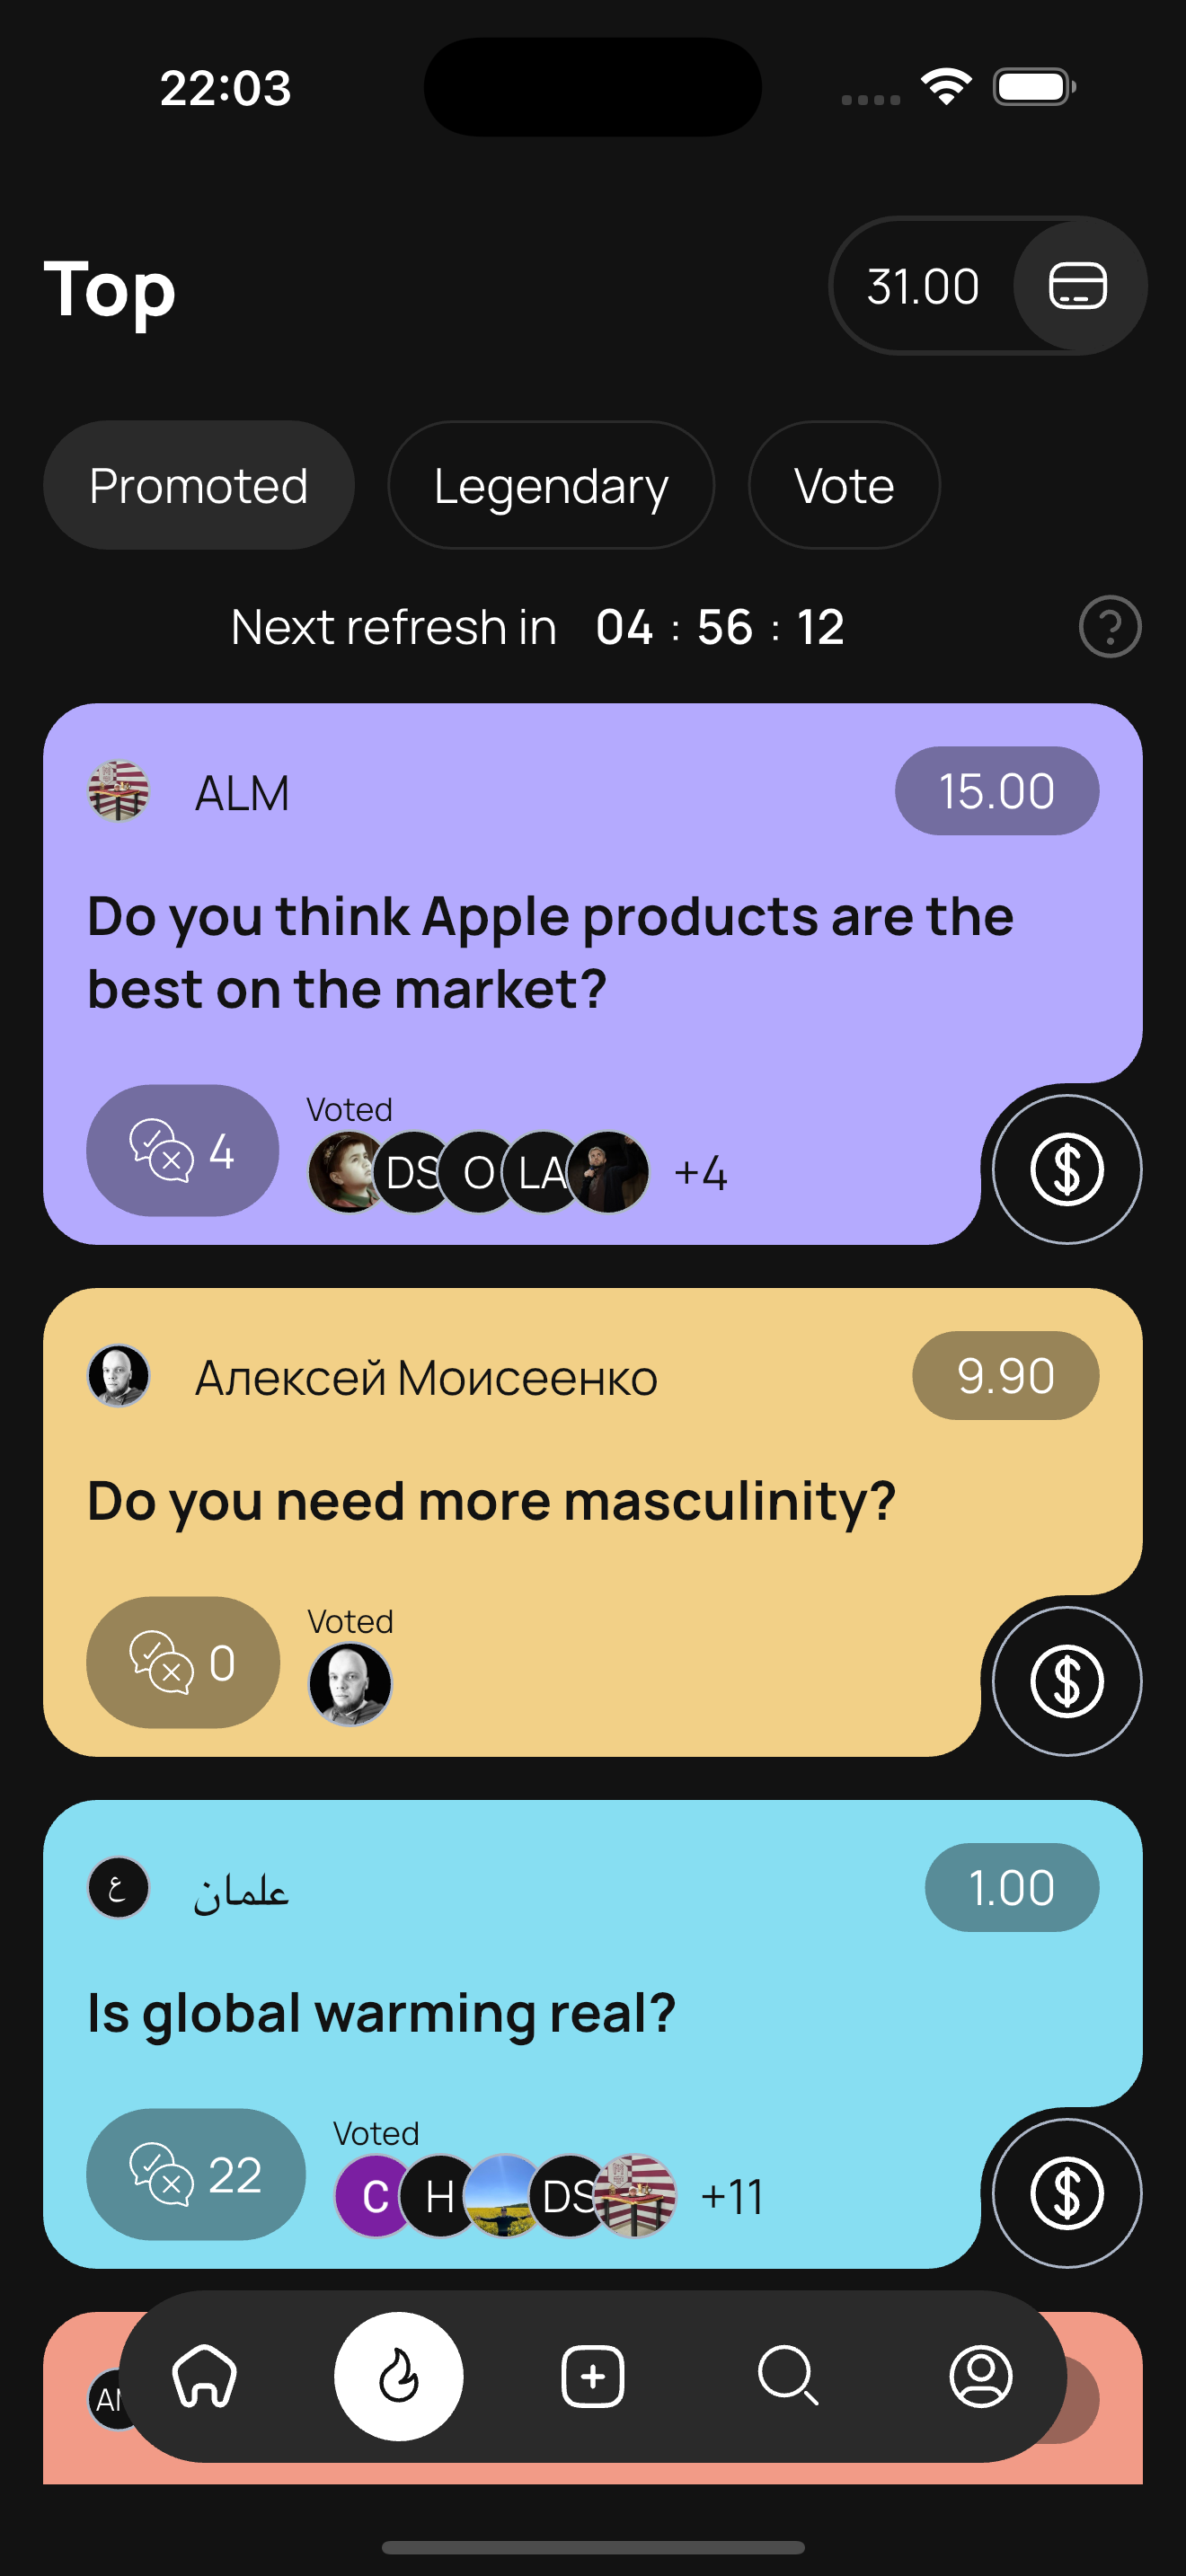 22:03
Top
31.00
Promoted
Legendary
Vote
Next refresh in 04 : 56 : 12
ALM
15.00
Do you think Apple products are the
best on the market?
4
Voted
DS
O
LA
+4
Алексей Моисеенко
9.90
Do you need more masculinity?
0
Voted
ع
علمان
1.00
Is global warming real?
22
Voted
C
H
DS
+11